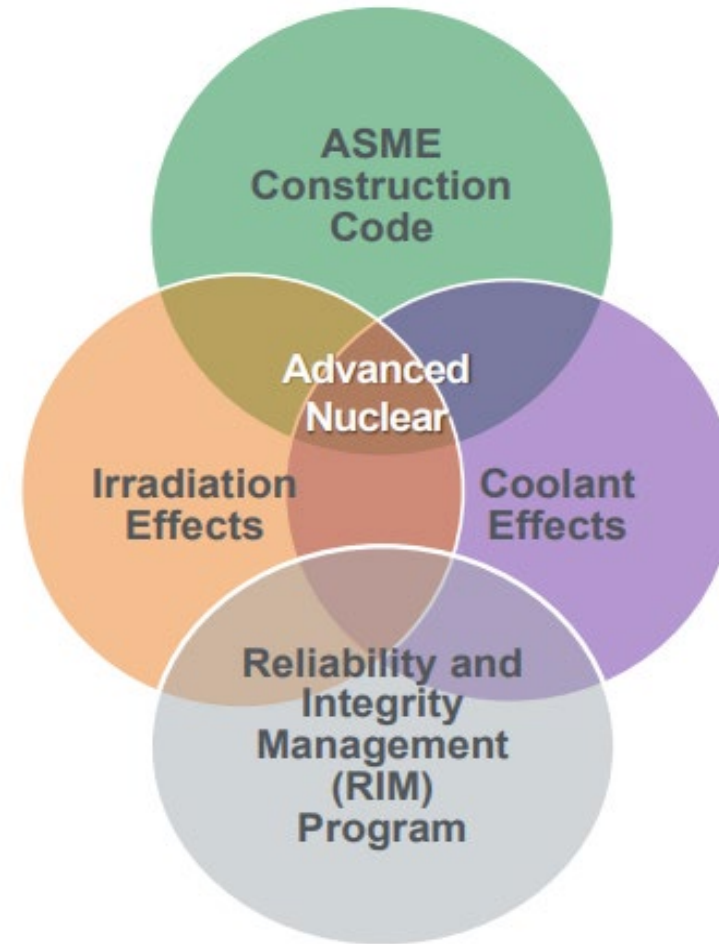 ASME
Construction
Code
Advanced
Nuclear
Irradiation
Effects
Coolant
Effects
Reliability and
Integrity
Management
(RIM)
Program